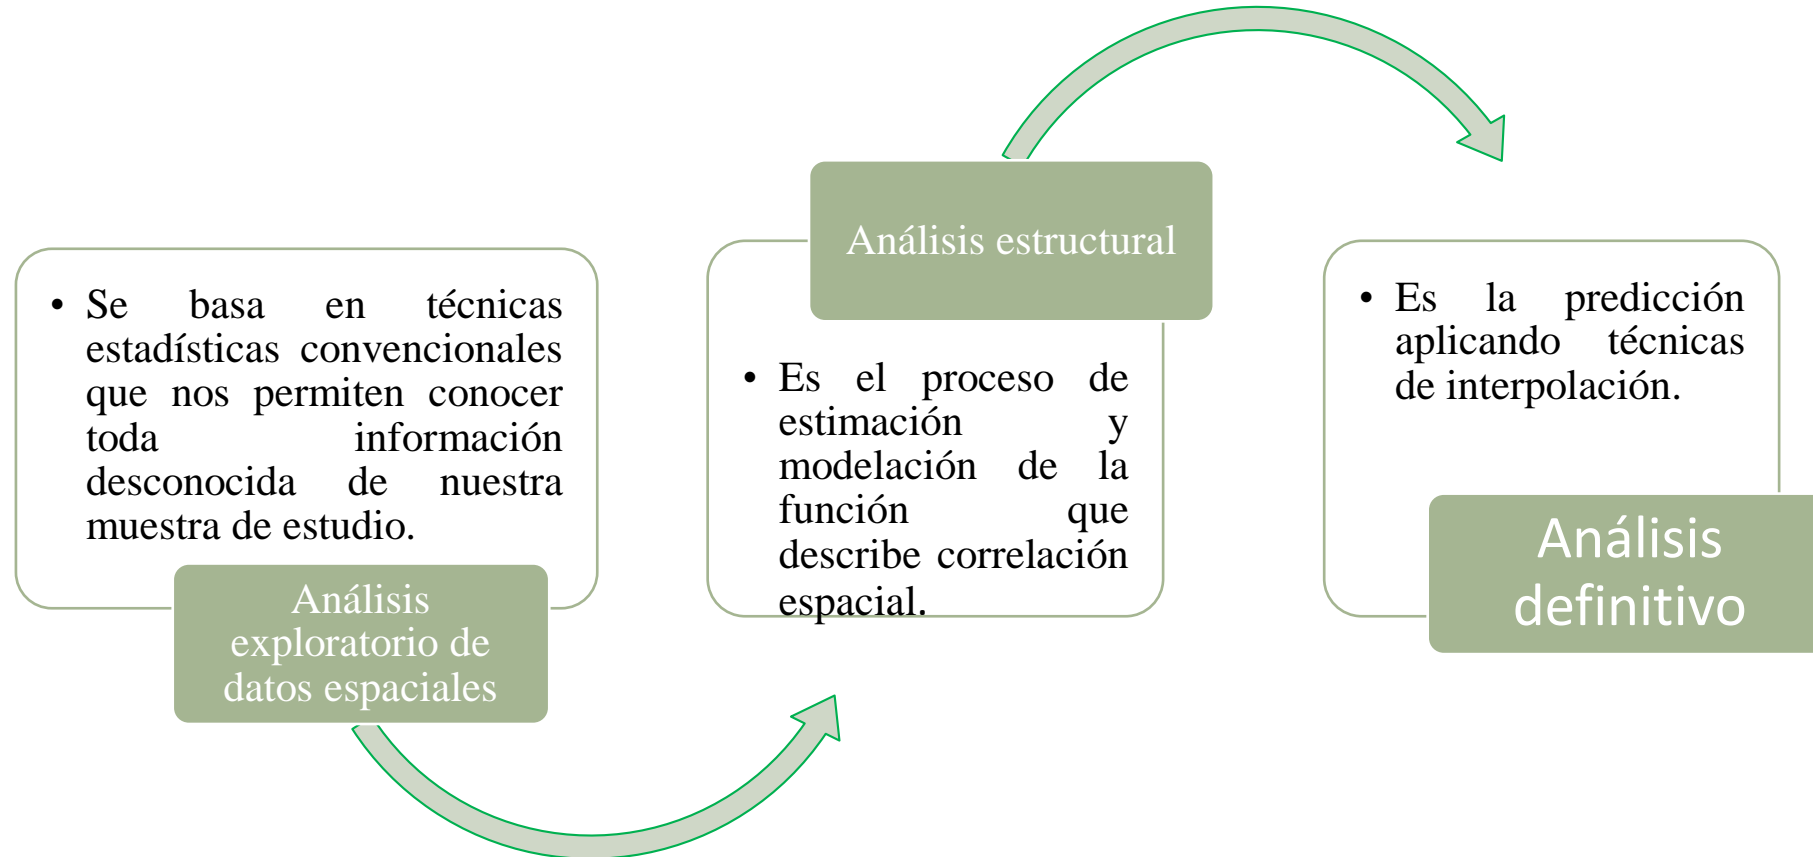 • Se basa en técnicas
estadísticas convencionales
que nos permiten conocer
toda información
desconocida de nuestra
muestra de estudio.
Análisis
exploratorio de
datos espaciales
Análisis estructural
• Es el proceso de
estimación y
modelación de la
función que
describe correlación
espacial.
• Es la predicción
aplicando técnicas
de interpolación.
Análisis
definitivo